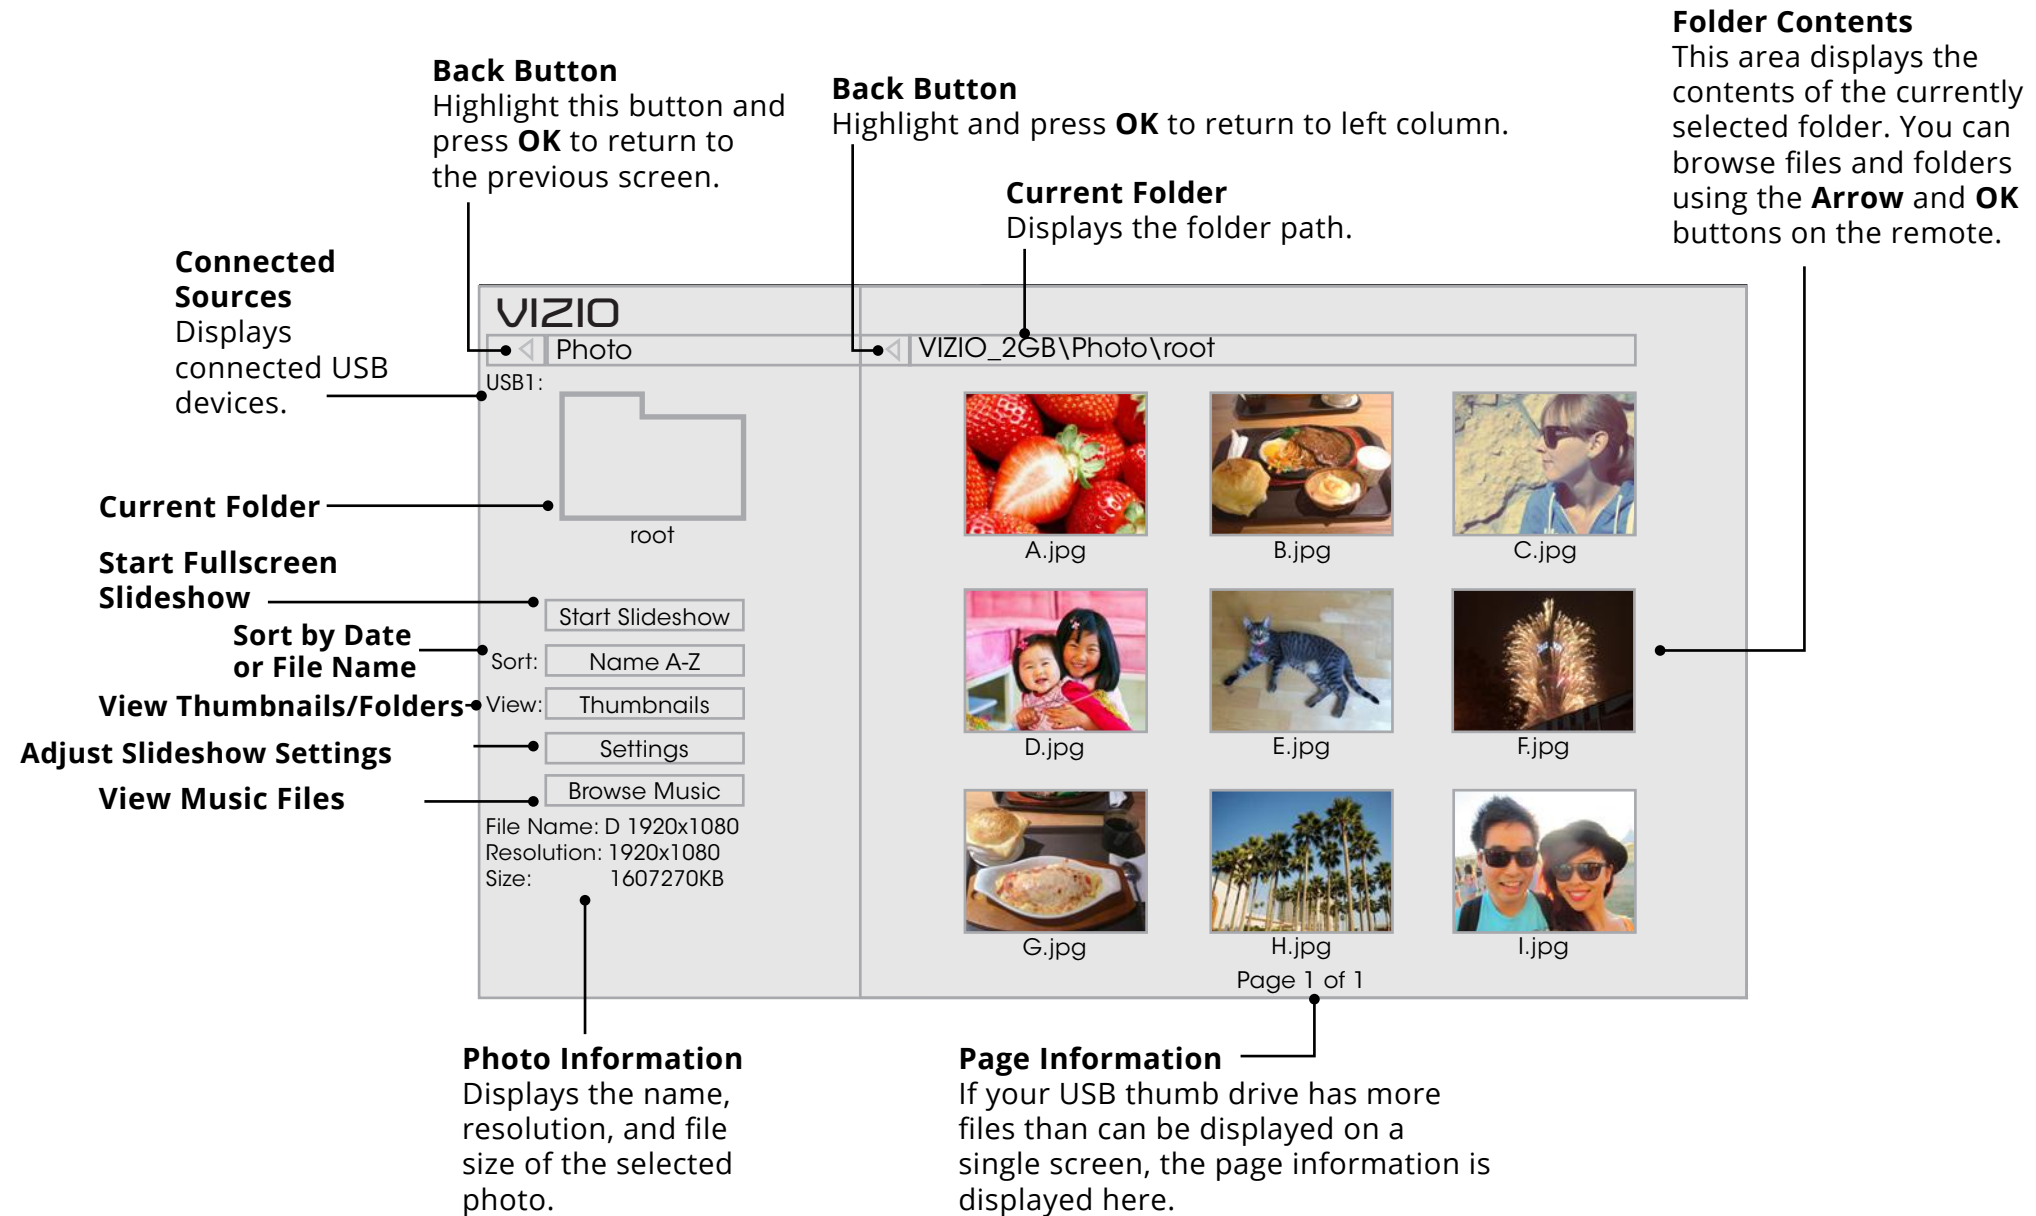 Folder Contents
This area displays the
contents of the currently
selected folder. You can
browse files and folders
using the Arrow and OK
buttons on the remote.
Back Button
Highlight this button and
press OK to return to
the previous screen.
Back Button
Highlight and press OK to return to left column.
Current Folder
Displays the folder path.
Connected
Sources
Displays
connected USB
devices.
Current Folder
Start Fullscreen
Slideshow
Sort by Date
or File Name
View Thumbnails/Folders
Adjust Slideshow Settings
View Music Files
VIZIO
Photo
USB1:
root
Start Slideshow
Sort: Name A-Z
View: Thumbnails
Settings
Browse Music
File Name: D 1920x1080
Resolution: 1920x1080
Size: 1607270KB
VIZIO_2GB\Photo\root
A.jpg B.jpg C.jpg
D.jpg E.jpg F.jpg
G.jpg H.jpg I.jpg
Page 1 of 1
Photo Information
Displays the name,
resolution, and file
size of the selected
photo.
Page Information
If your USB thumb drive has more
files than can be displayed on a
single screen, the page information is
displayed here.